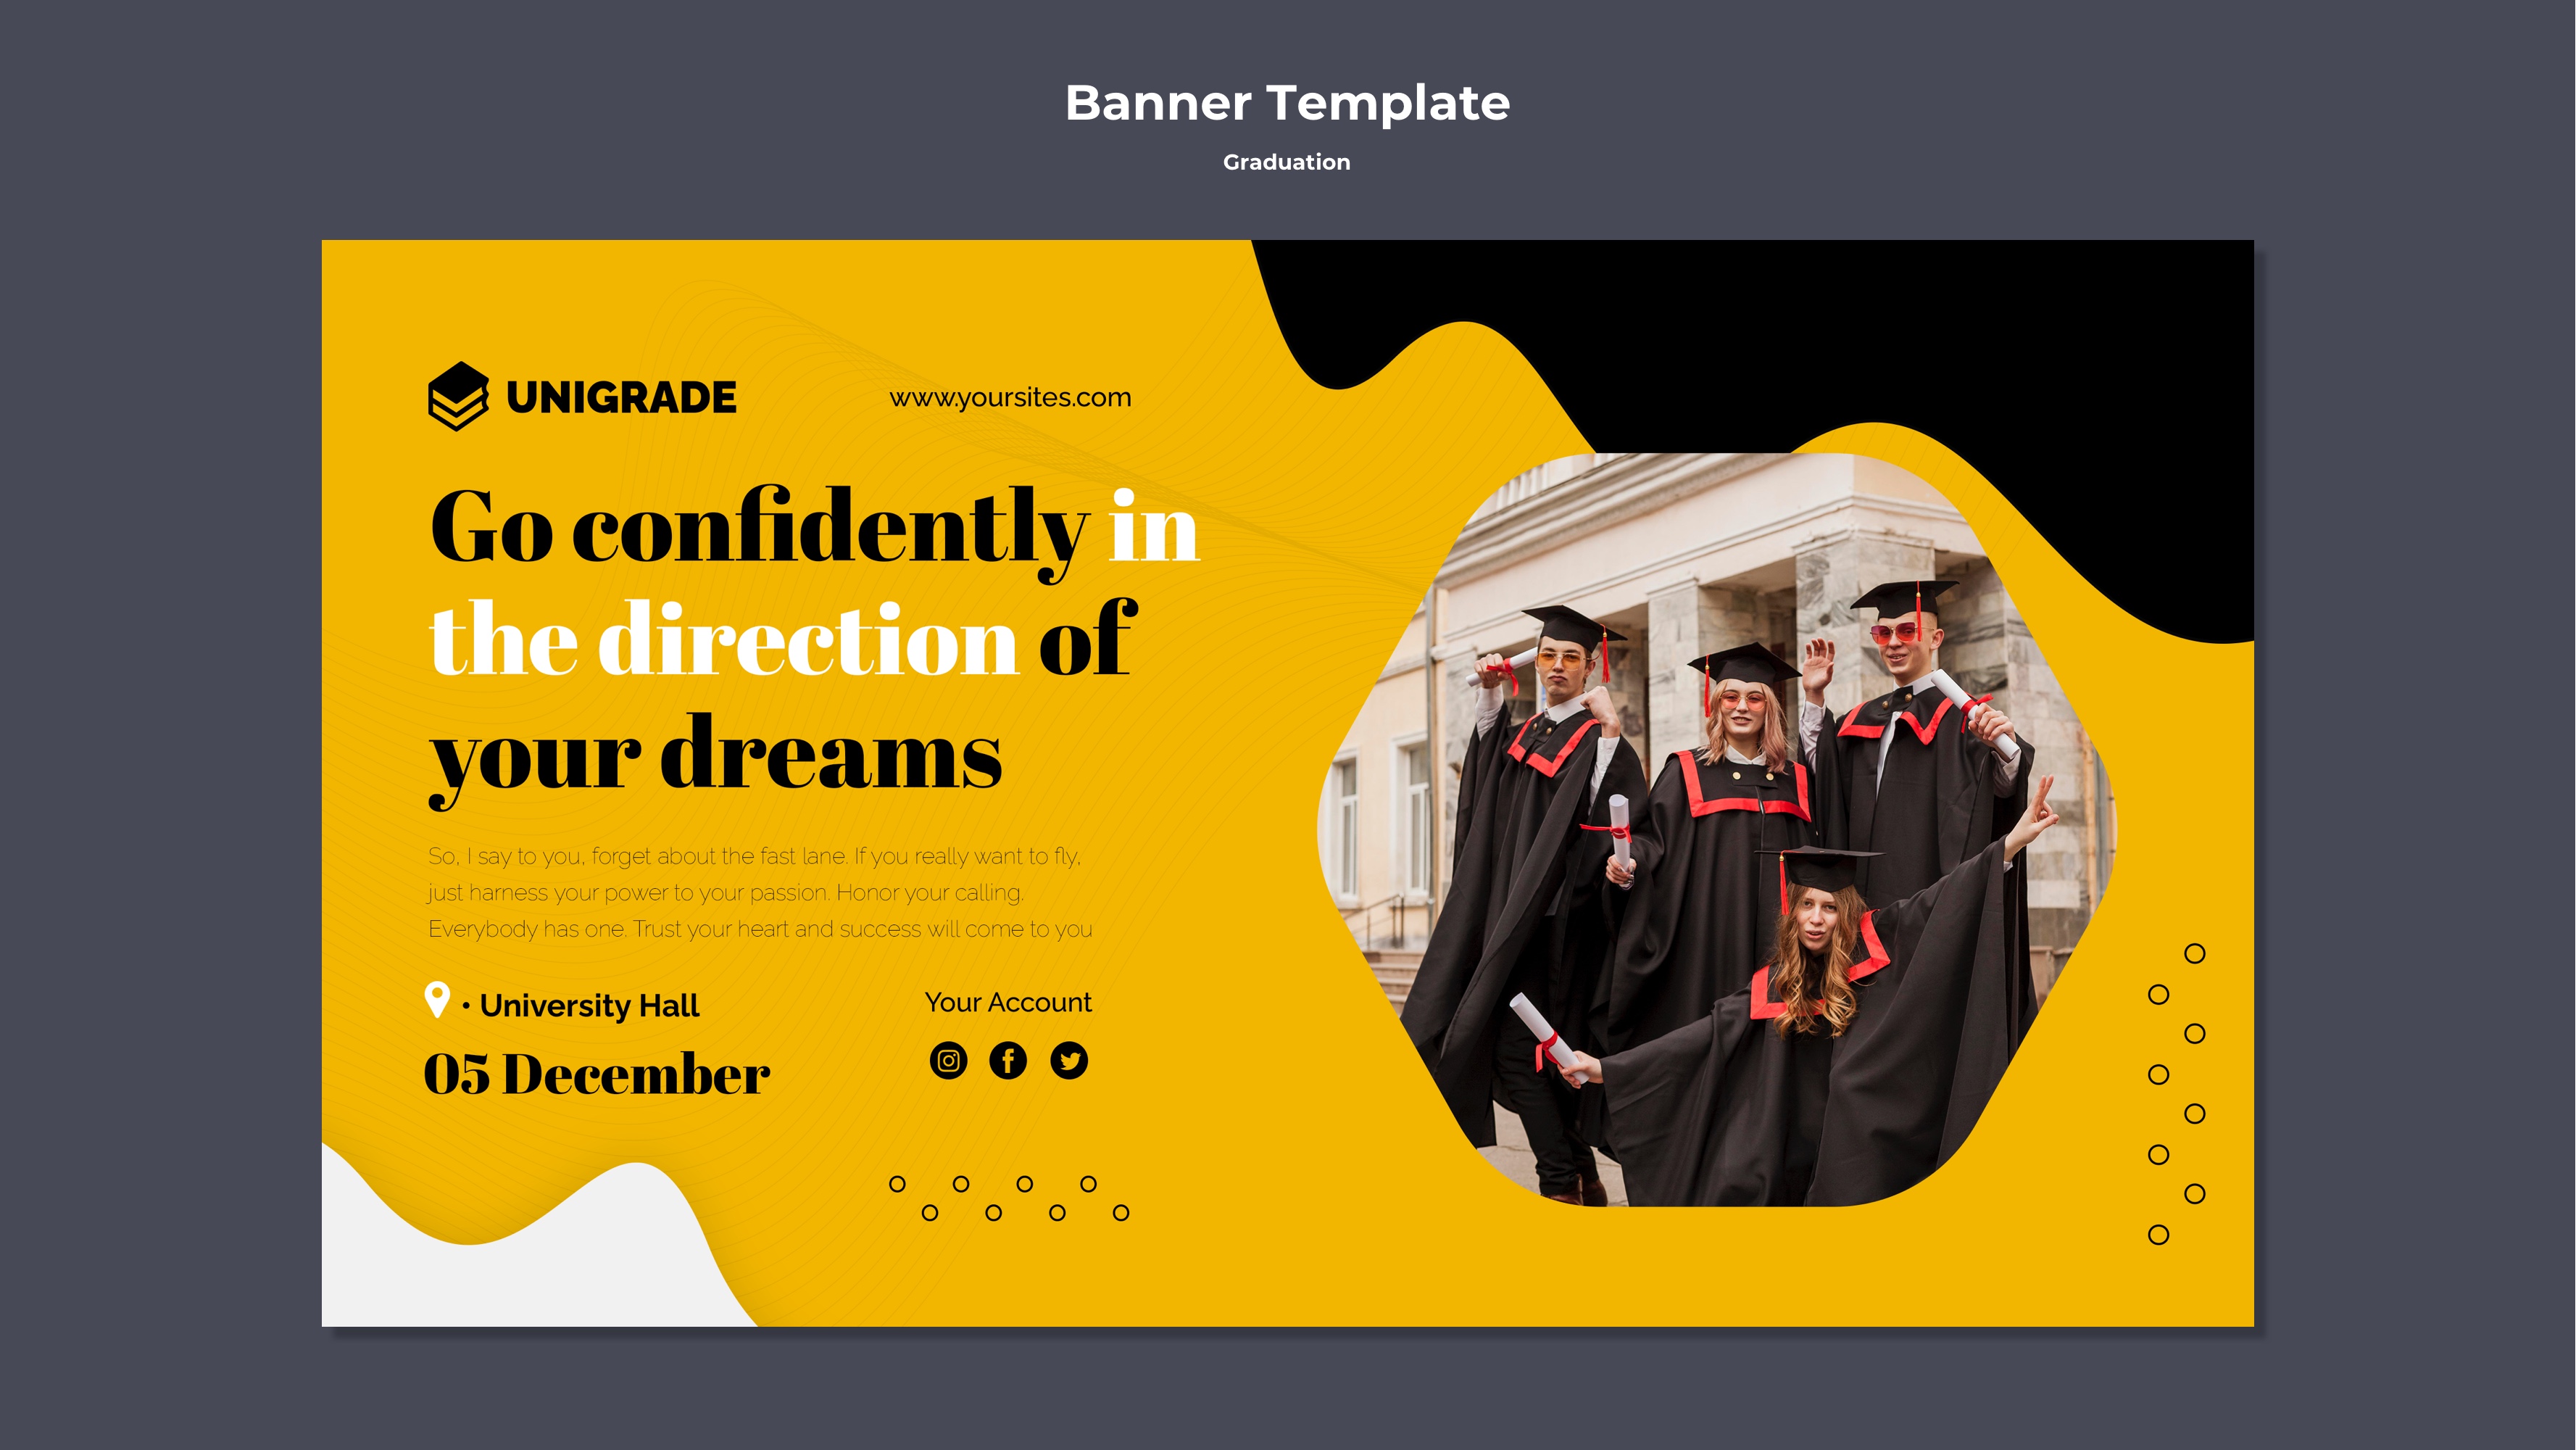 Banner Template
Graduation
UNIGRADE
www.yoursites.com
Go confidently in
the direction of
your dreams
So, I say to you, forget about the fast lane. If you really want to fly,
just harness your power to your passion. Honor your calling.
Everybody has one. Trust your heart and success will come to you
• University Hall
05 December
Your Account